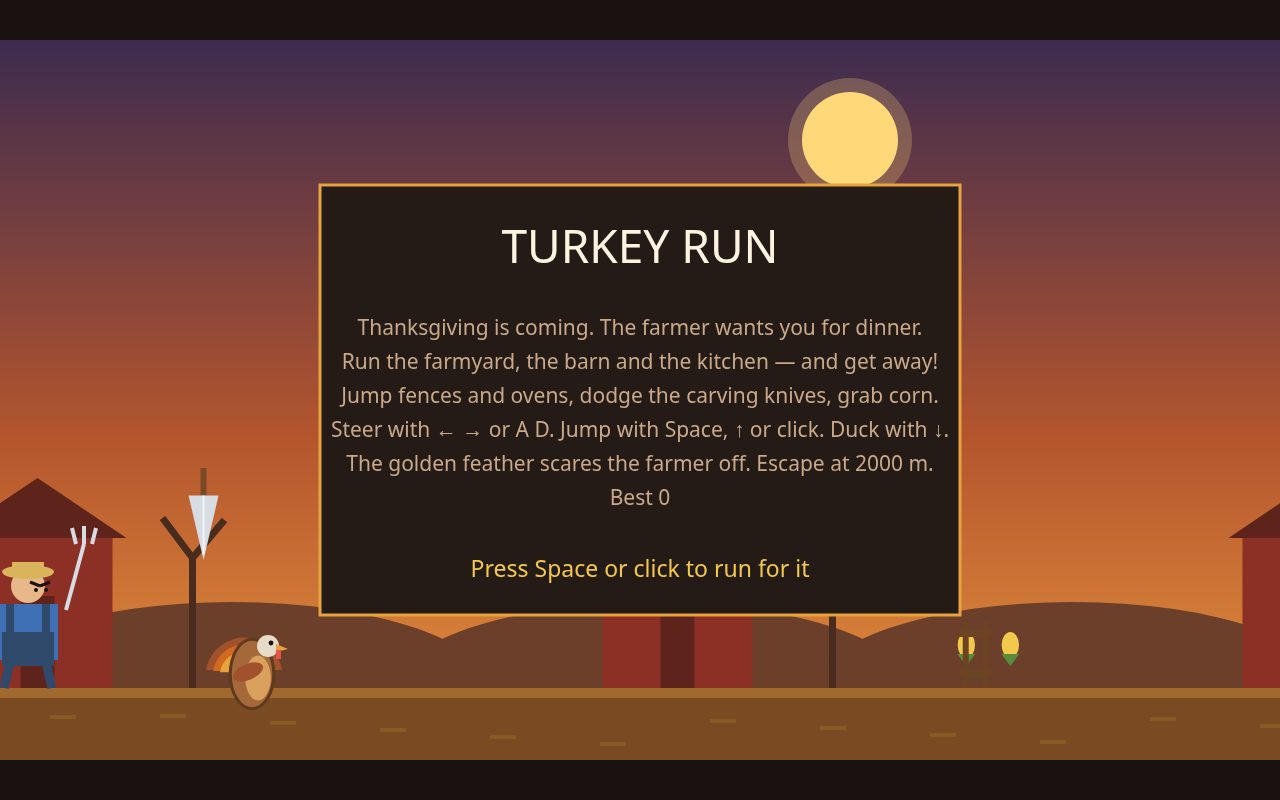 TURKEY RUN
Thanksgiving is coming. The farmer wants you for dinner.
Run the farmyard, the barn and the kitchen — and get away!
Jump fences and ovens, dodge the carving knives, grab corn.
Steer with ← → or A D. Jump with Space, ↑ or click. Duck with ↓.
The golden feather scares the farmer off. Escape at 2000 m.
Best 0
Press Space or click to run for it